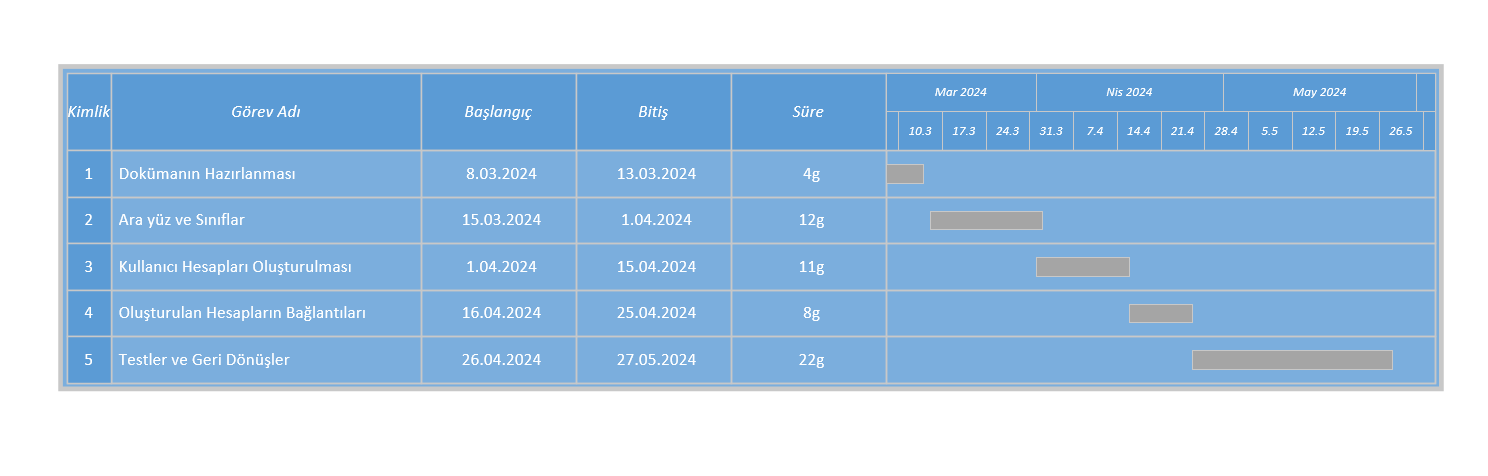 Kimlik Görev Adı Başlangıç Bitiş Süre
Mar 2024 Nis 2024 May 2024
10.3 17.3 24.3 31.3 7.4 14.4 21.4 28.4 5.5 12.5 19.5 26.5
1 Dokümanın Hazırlanması 8.03.2024 13.03.2024 4g
2 Ara yüz ve Sınıflar 15.03.2024 1.04.2024 12g
3 Kullanıcı Hesapları Oluşturulması 1.04.2024 15.04.2024 11g
4 Oluşturulan Hesapların Bağlantıları 16.04.2024 25.04.2024 8g
5 Testler ve Geri Dönüşler 26.04.2024 27.05.2024 22g